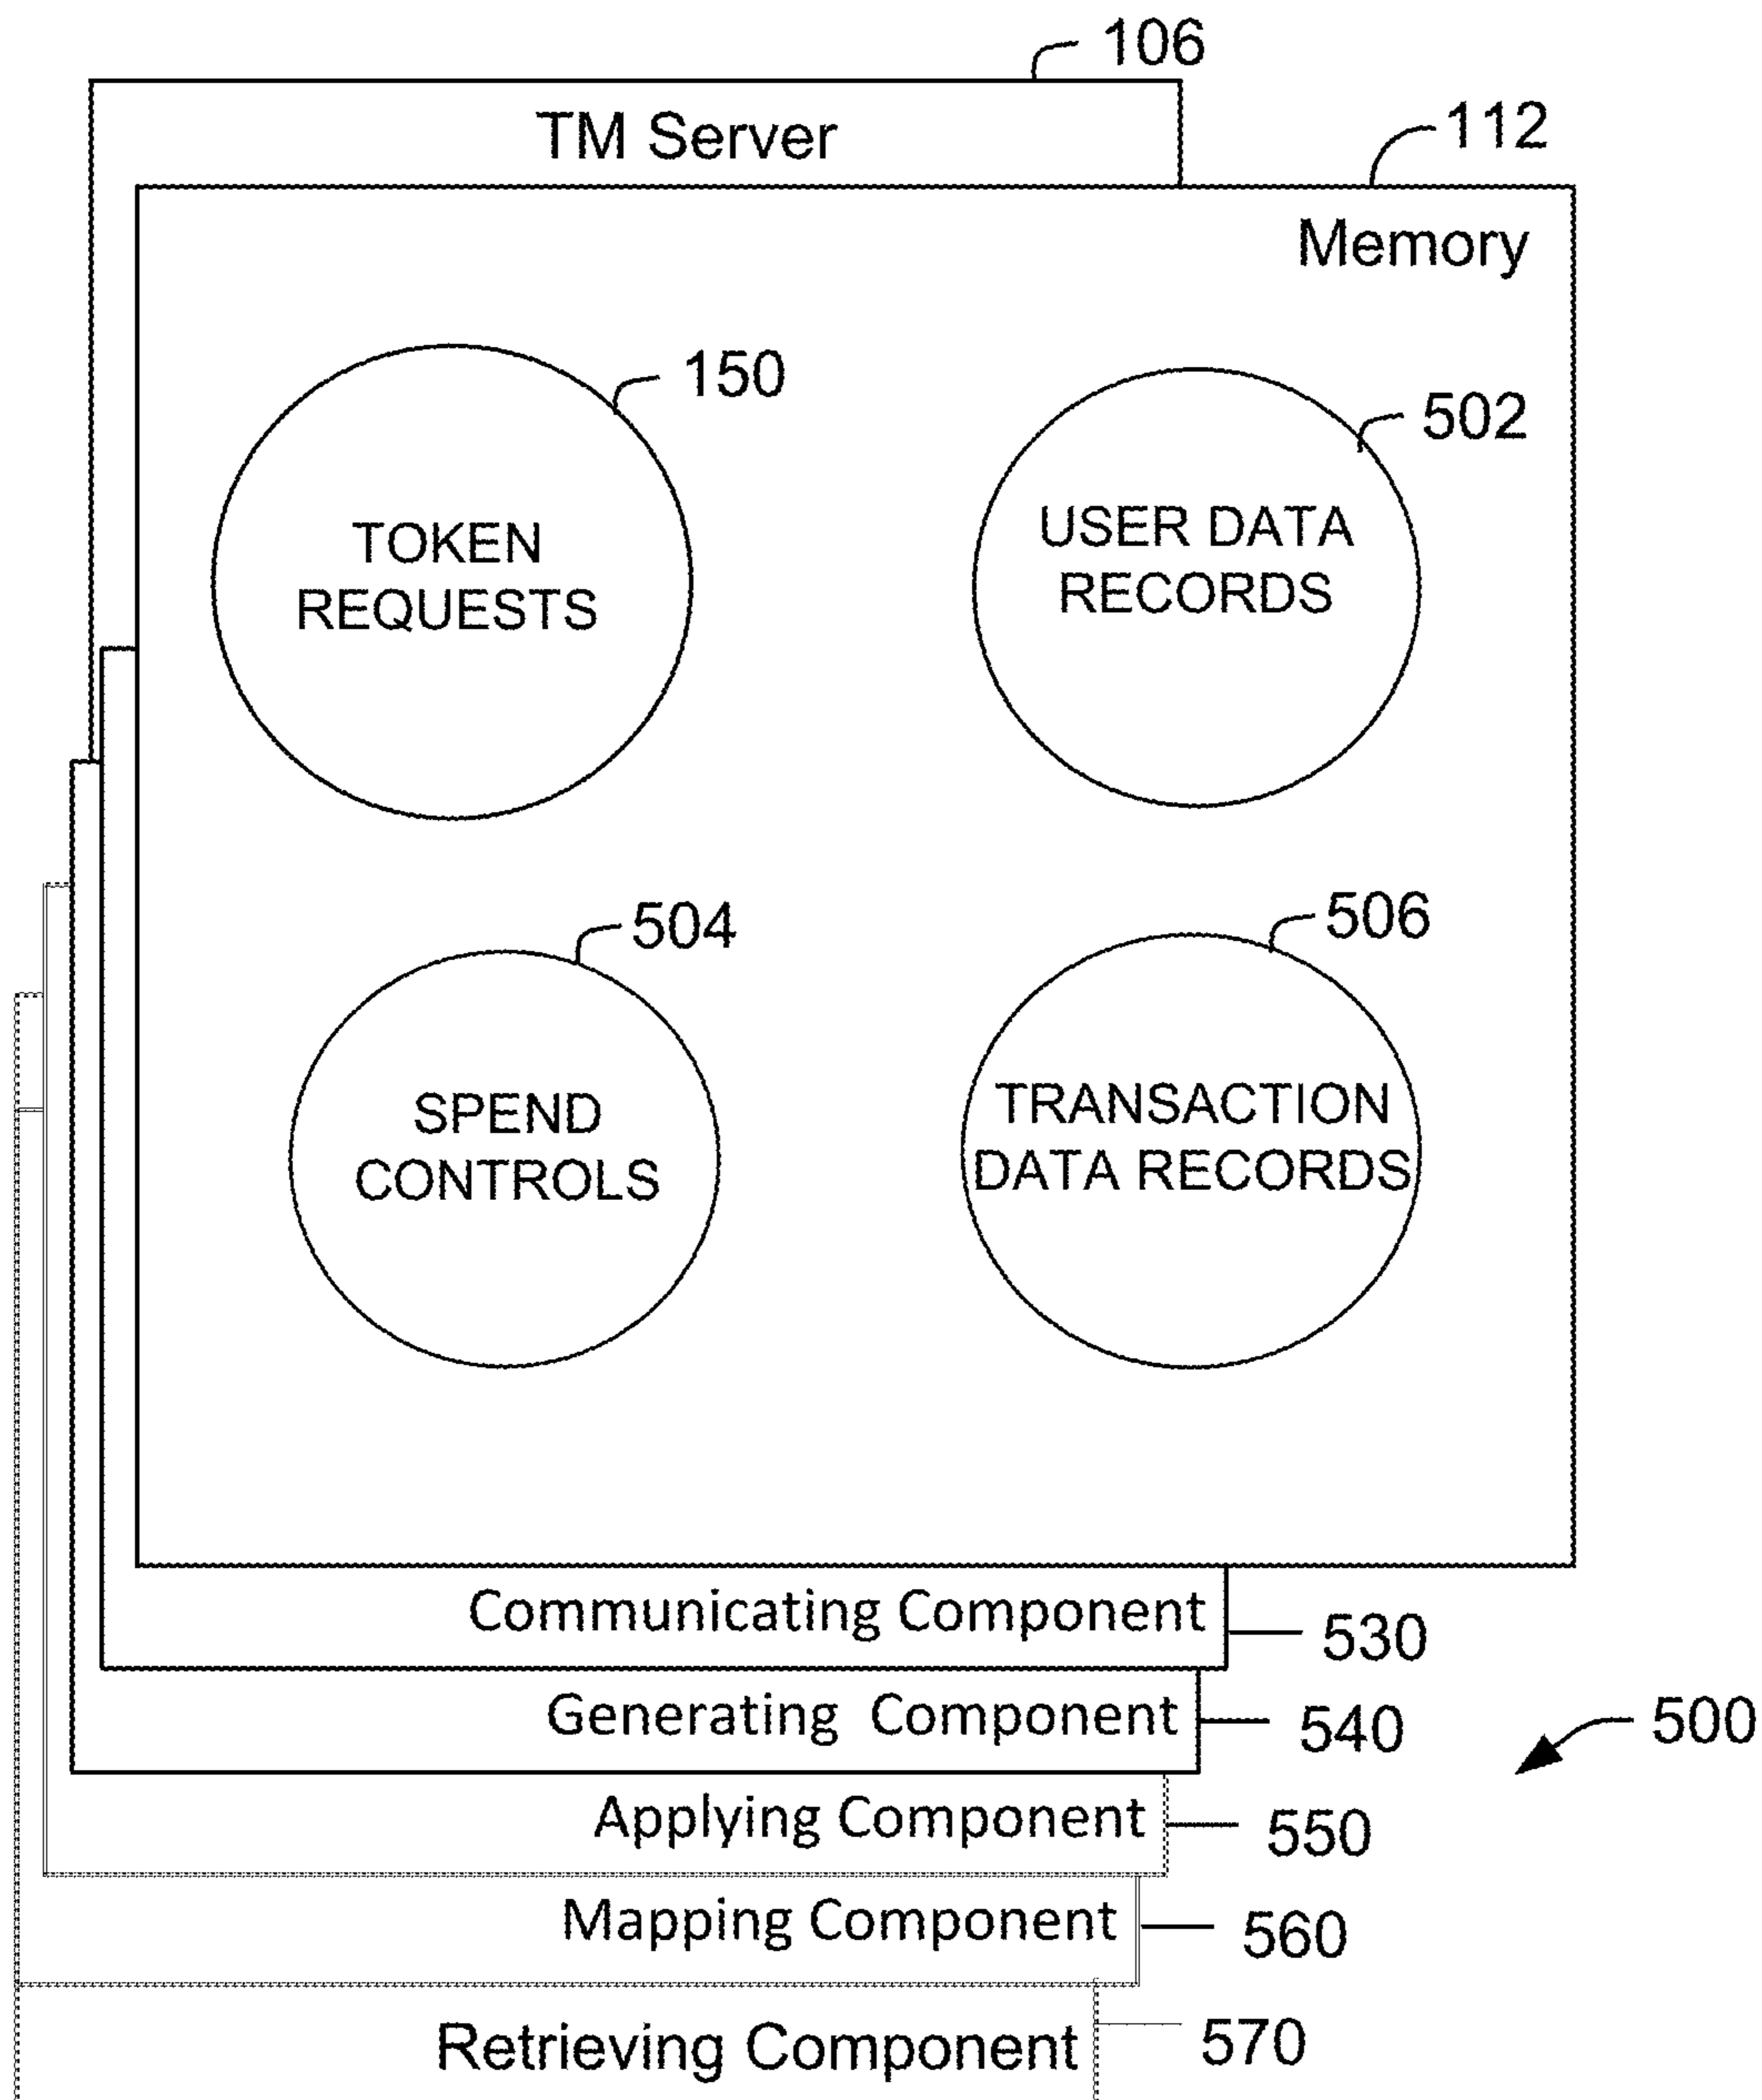 106
TM Server
112
Memory
150
TOKEN
REQUESTS
502
USER DATA
RECORDS
504
SPEND
CONTROLS
506
TRANSACTION
DATA RECORDS
Communicating Component
530
Generating Component
540
500
Applying Component
550
Mapping Component
560
Retrieving Component
570